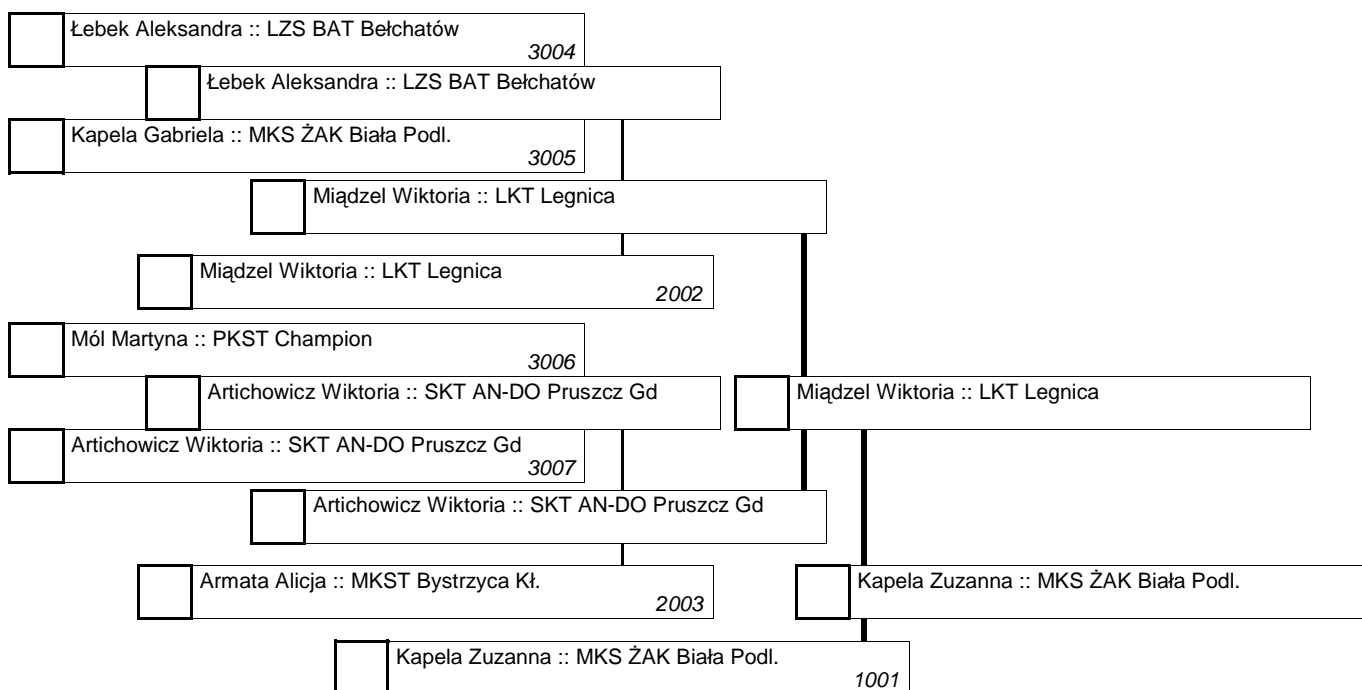 Łebek Aleksandra :: LZS BAT Bełchatów
3004
Łebek Aleksandra :: LZS BAT Bełchatów
Kapela Gabriela :: MKS ŻAK Biała Podl.
3005
Miądzel Wiktoria :: LKT Legnica
Miądzel Wiktoria :: LKT Legnica
2002
Mól Martyna :: PKST Champion
3006
Artichowicz Wiktoria :: SKT AN-DO Pruszcz Gd
Miądzel Wiktoria :: LKT Legnica
Artichowicz Wiktoria :: SKT AN-DO Pruszcz Gd
3007
Artichowicz Wiktoria :: SKT AN-DO Pruszcz Gd
Armata Alicja :: MKST Bystrzyca Kł.
2003
Kapela Zuzanna :: MKS ŻAK Biała Podl.
Kapela Zuzanna :: MKS ŻAK Biała Podl.
1001